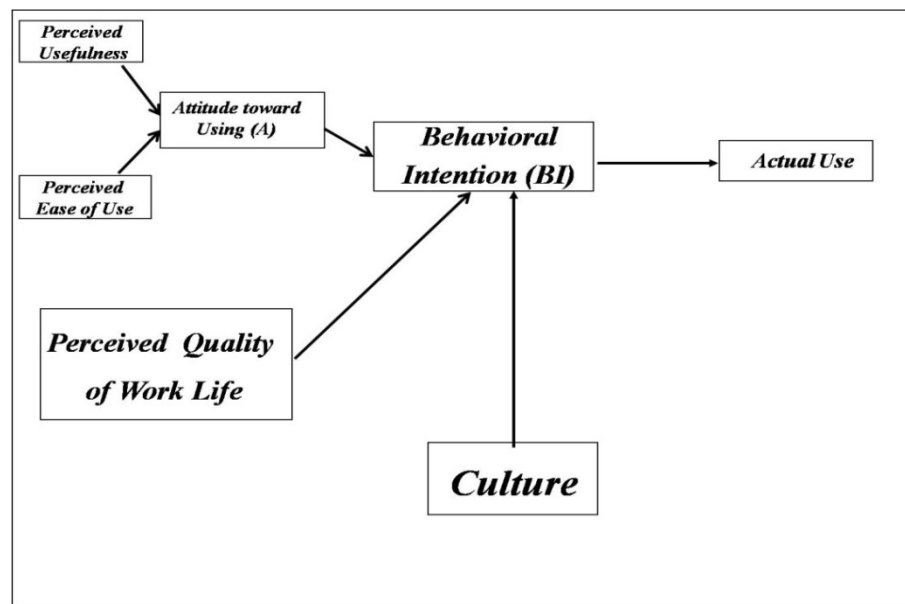 Perceived
Usefulness
Attitude toward
Using (A)
Behavioral
Intention (BI)
Actual Use
Perceived
Ease of Use
Perceived Quality
of Work Life
Culture